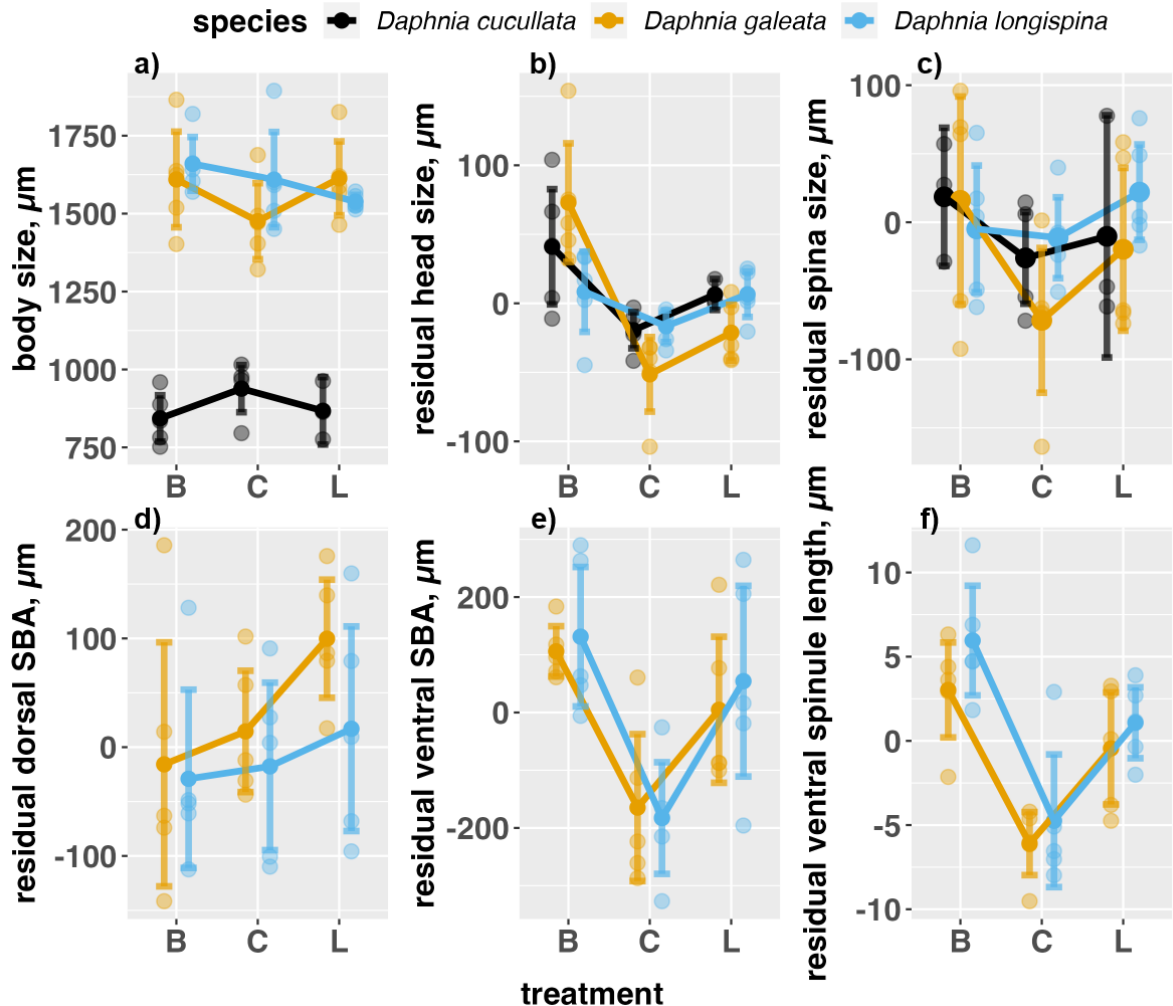 species Daphnia cucullata Daphnia galeata Daphnia longispina
a)
body size, µm
1750
1500
1250
1000
750
B C L
b)
residual head size, µm
100
0
-100
B C L
c)
residual spina size, µm
100
0
-100
B C L
d)
residual dorsal SBA, µm
200
100
0
-100
B C L
e)
residual ventral SBA, µm
200
0
-200
B C L
f)
residual ventral spinule length, µm
10
5
0
-5
-10
B C L
treatment